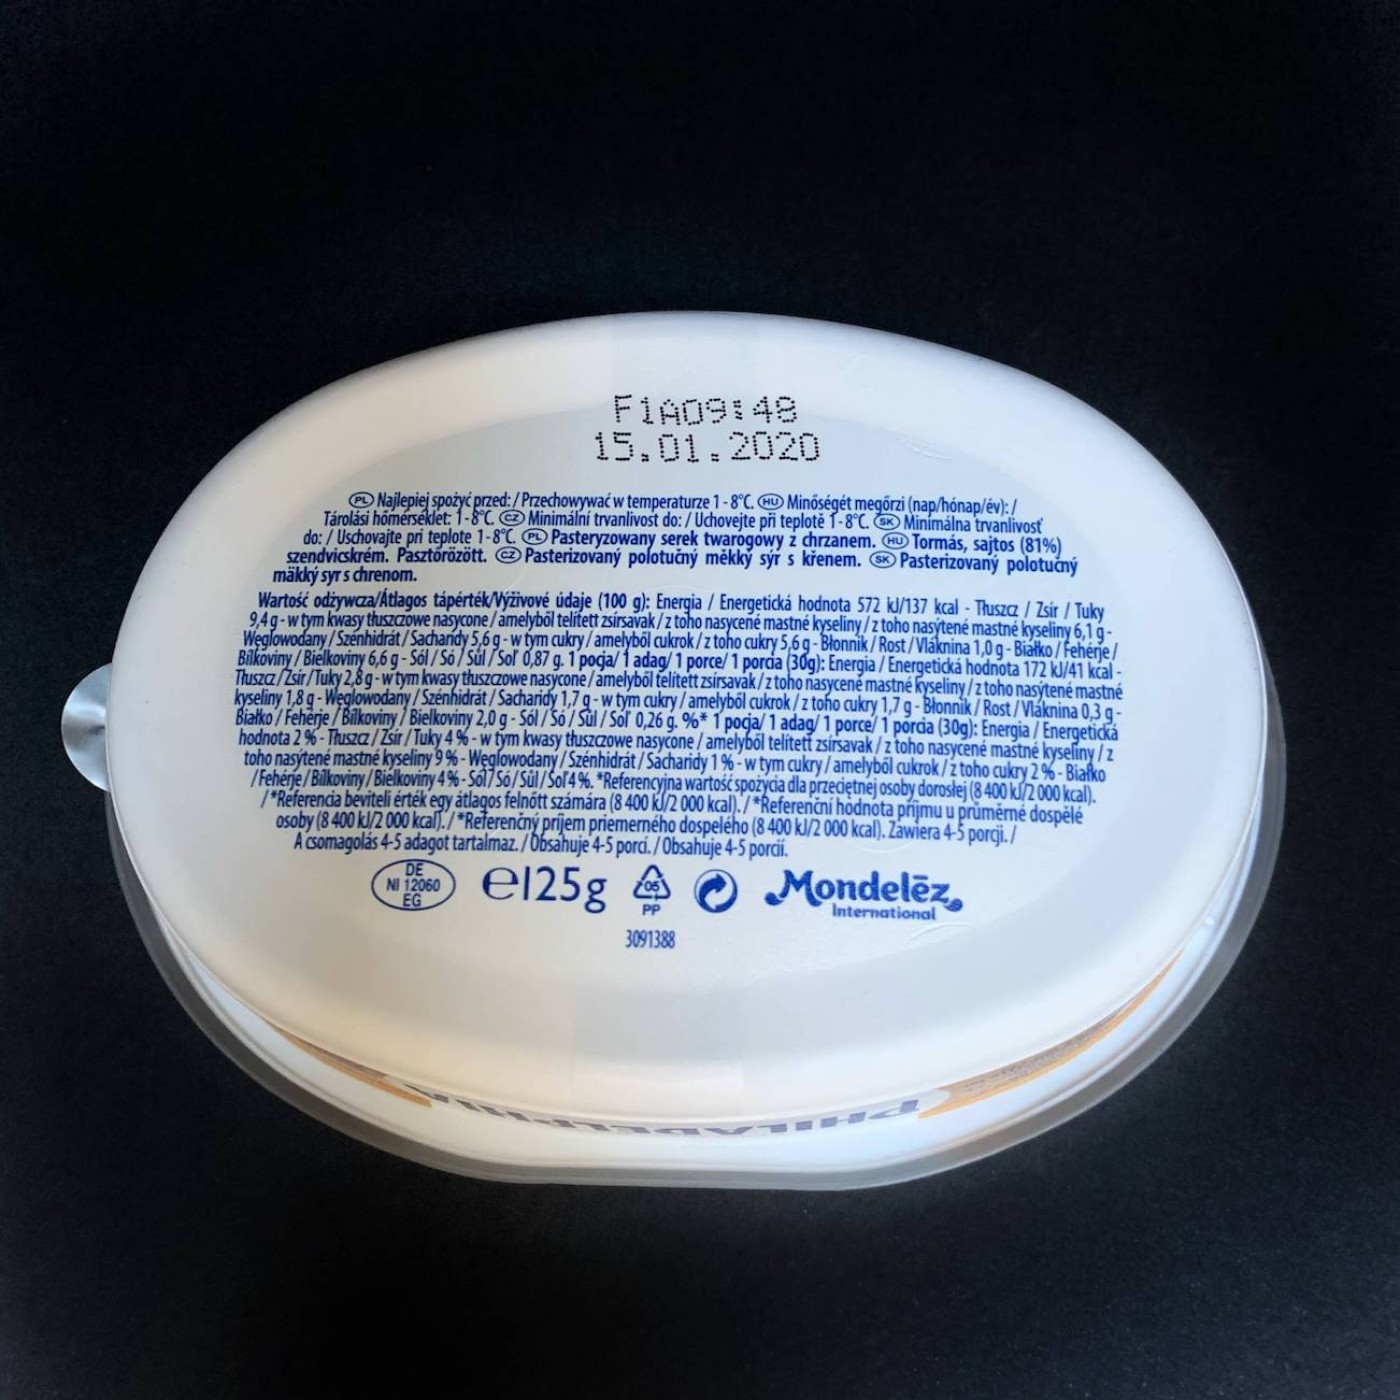 F1A09:48
15.01.2020
PL Najlepiej spożyć przed: / Przechowywać w temperaturze 1 - 8°C. HU Minőségét megőrzi (nap/hónap/év): /
Tárolási hőmérséklet: 1-8°C. CZ Minimální trvanlivost do: / Uchovejte při teplotě 1 - 8°C. SK Minimálna trvanlivosť
do: / Uschovajte pri teplote 1-8°C. PL Pasteryzowany serek twarogowy z chrzanem. HU Tormás, sajtos (81%)
szendvicskrém. Pasztőrözött. CZ Pasterizovaný polotučný měkký sýr s křenem. SK Pasterizovaný polotučný
mäkký syr s chrenom.
Wartość odżywcza/Átlagos tápérték/Výživové údaje (100 g): Energia / Energetická hodnota 572 kJ/137 kcal - Tłuszcz / Zsír / Tuky
9,4 g - w tym kwasy tłuszczowe nasycone / amelyből telített zsírsavak / z toho nasycené mastné kyseliny / z toho nasýtené mastné kyseliny 6,1 g -
Węglowodany / Szénhidrát / Sacharidy 5,6 g - w tym cukry / amelyből cukrok / z toho cukry 5,6 g - Błonnik / Rost / Vláknina 1,0 g - Białko / Fehérje /
Bílkoviny / Bielkoviny 6,6 g - Sól / Só / Sůl / Soľ 0,87 g. 1 pocja/ 1 adag/ 1 porce/ 1 porcia (30g): Energia / Energetická hodnota 172 kJ/41 kcal -
Tłuszcz / Zsír / Tuky 2,8 g - w tym kwasy tłuszczowe nasycone / amelyből telített zsírsavak / z toho nasycené mastné kyseliny / z toho nasýtené mastné
kyseliny 1,8 g - Węglowodany / Szénhidrát / Sacharidy 1,7 g - w tym cukry / amelyből cukrok / z toho cukry 1,7 g - Błonnik / Rost / Vláknina 0,3 g -
Białko / Fehérje / Bílkoviny / Bielkoviny 2,0 g - Sól / Só / Sůl / Soľ 0,26 g. %* 1 pocja/ 1 adag/ 1 porce/ 1 porcia (30g): Energia / Energetická
hodnota 2 % - Tłuszcz / Zsír / Tuky 4 % - w tym kwasy tłuszczowe nasycone / amelyből telített zsírsavak / z toho nasycené mastné kyseliny / z
toho nasýtené mastné kyseliny 9 % - Węglowodany / Szénhidrát / Sacharidy 1 % - w tym cukry / amelyből cukrok / z toho cukry 2 % - Białko
/ Fehérje / Bílkoviny / Bielkoviny 4 % - Sól / Só / Sůl / Soľ 4 %. *Referencyjna wartość spożycia dla przeciętnej osoby dorosłej (8 400 kJ/2 000 kcal).
/ *Referencia beviteli érték egy átlagos felnőtt számára (8 400 kJ/2 000 kcal). / *Referenční hodnota příjmu u průměrné dospělé
osoby (8 400 kJ/2 000 kcal). / *Referenčný príjem priemerného dospelého (8 400 kJ/2 000 kcal). Zawiera 4-5 porcji. /
A csomagolás 4-5 adagot tartalmaz. / Obsahuje 4-5 porcí. / Obsahuje 4-5 porcií.
DE
NI 12060
EG
℮125g
05
PP
Mondelēz
International
3091388
PHILADELPHIA